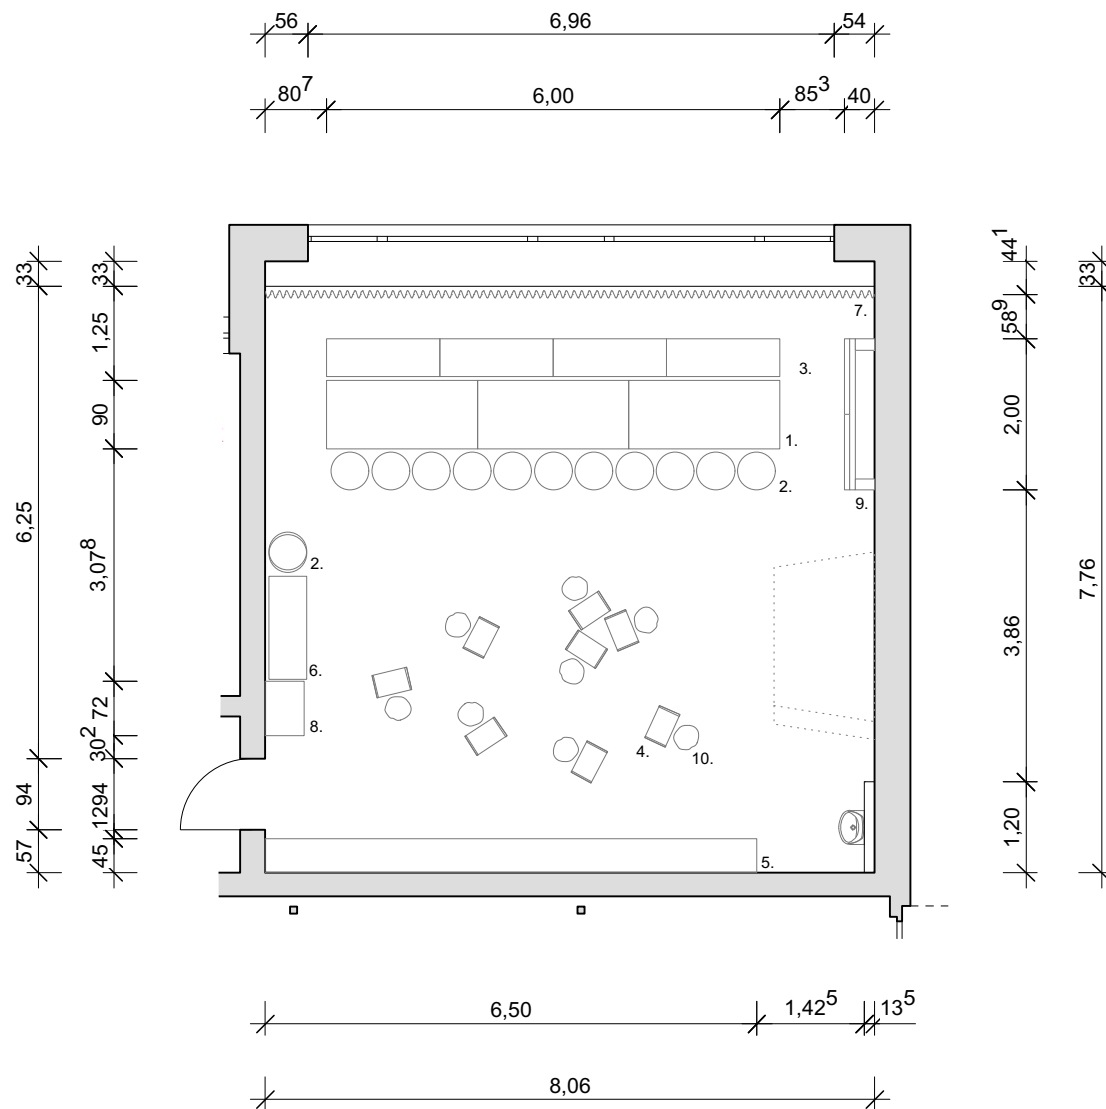 56 6,96 54
80⁷ 6,00 85³ 40
33 33 44¹ 33
1,25 58⁹
7.
3.
90 2,00
1.
2.
9.
6,25 3,07⁸ 7,76
2.
3,86
6.
72
8.
4. 10.
30²
94 1294 1,20
57 45
5.
6,50 1,42⁵ 13⁵
8,06